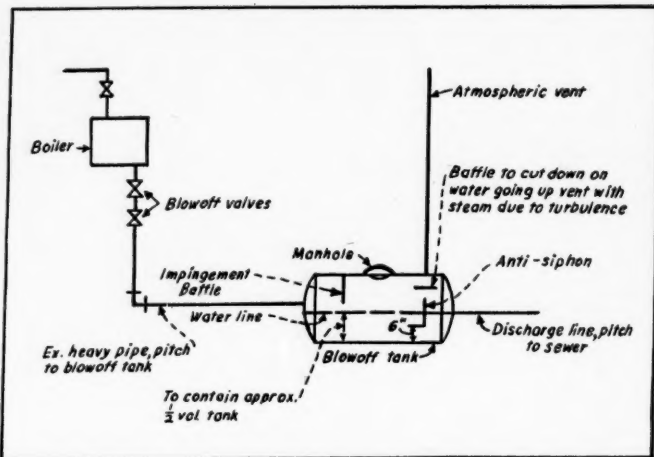 Atmospheric vent
Boiler
Baffle to cut down on
water going up vent with
steam due to turbulence
Blowoff valves
Manhole
Anti-siphon
Impingement
Baffle
Water line
6"
Discharge line, pitch
to sewer
Ex. heavy pipe, pitch
to blowoff tank
Blowoff tank
To contain approx.
1/2 vol. tank